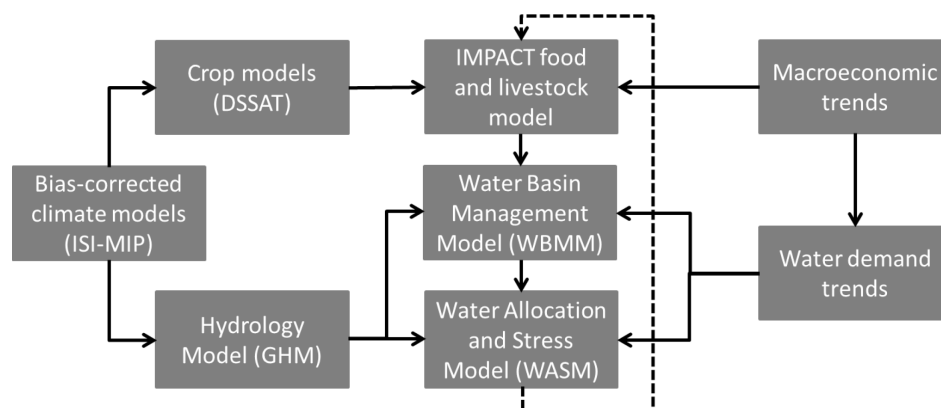 Crop models
(DSSAT)
IMPACT food
and livestock
model
Macroeconomic
trends
Bias-corrected
climate models
(ISI-MIP)
Water Basin
Management
Model (WBMM)
Water demand
trends
Hydrology
Model (GHM)
Water Allocation
and Stress
Model (WASM)